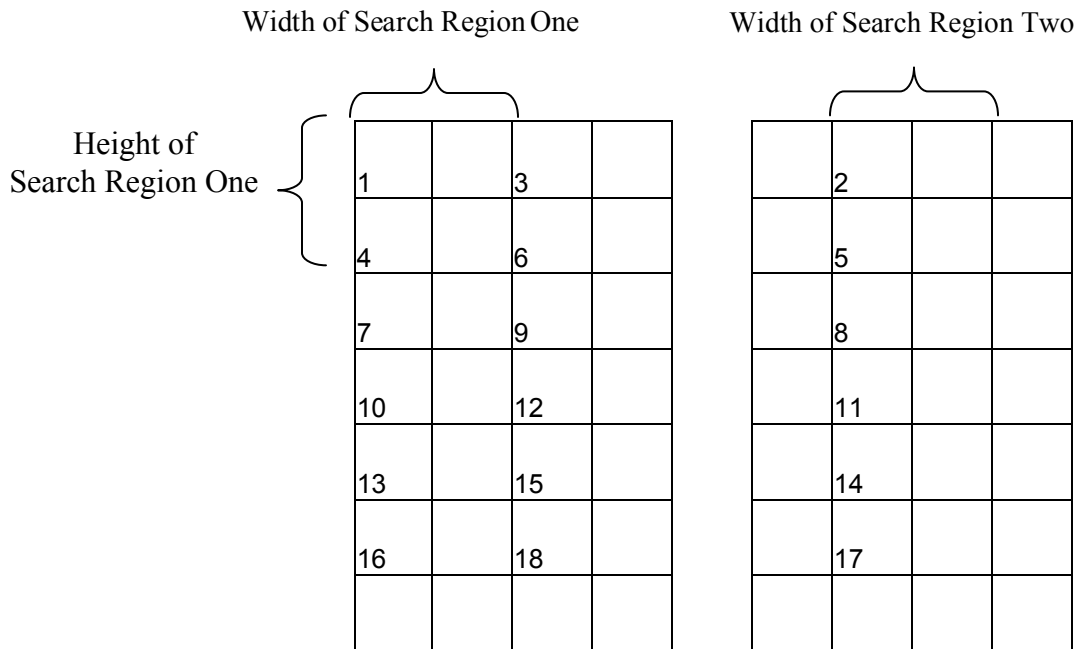 Width of Search Region One
Width of Search Region Two
Height of
Search Region One
1 3 2
4 6 5
7 9 8
10 12 11
13 15 14
16 18 17